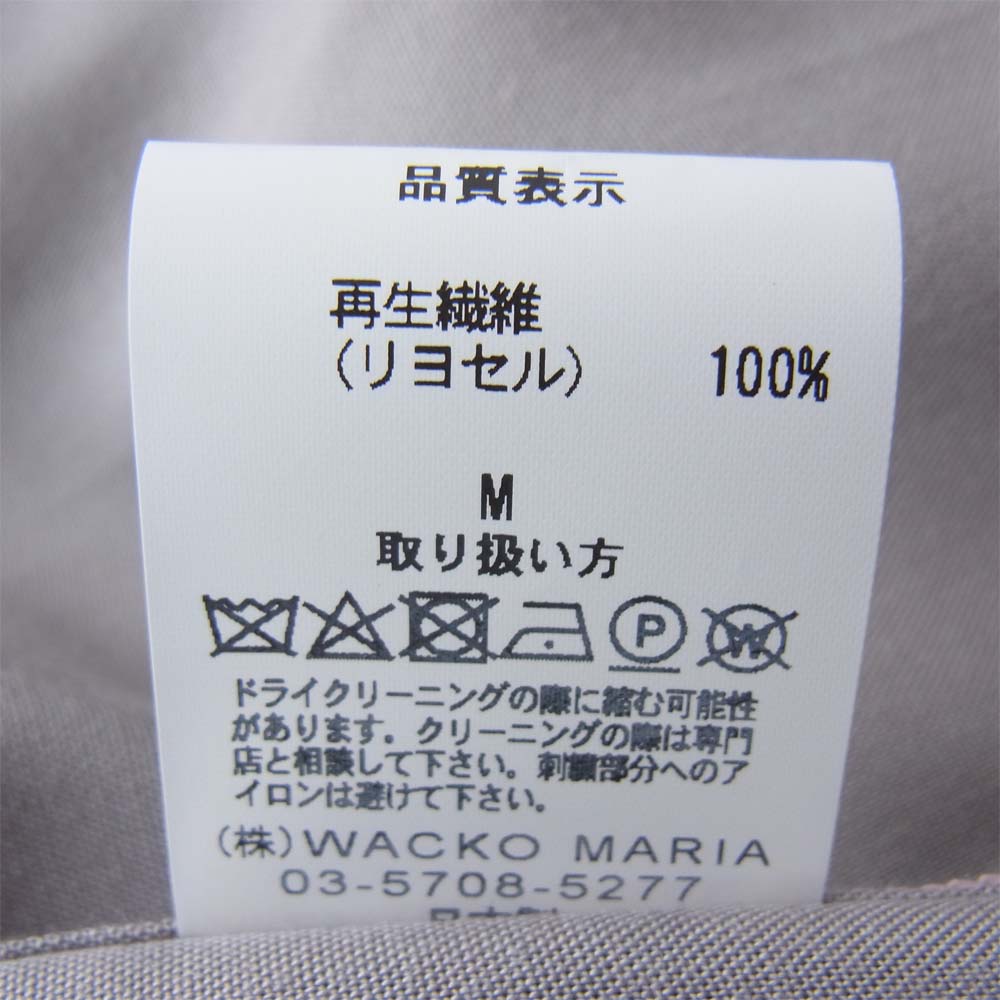 品質表示
再生繊維
(リヨセル) 100%
M
取り扱い方
P
W
ドライクリーニングの際に縮む可能性
があります。クリーニングの際は専門
店と相談して下さい。刺繍部分へのア
イロンは避けて下さい。
(株)WACKO MARIA
03-5708-5277